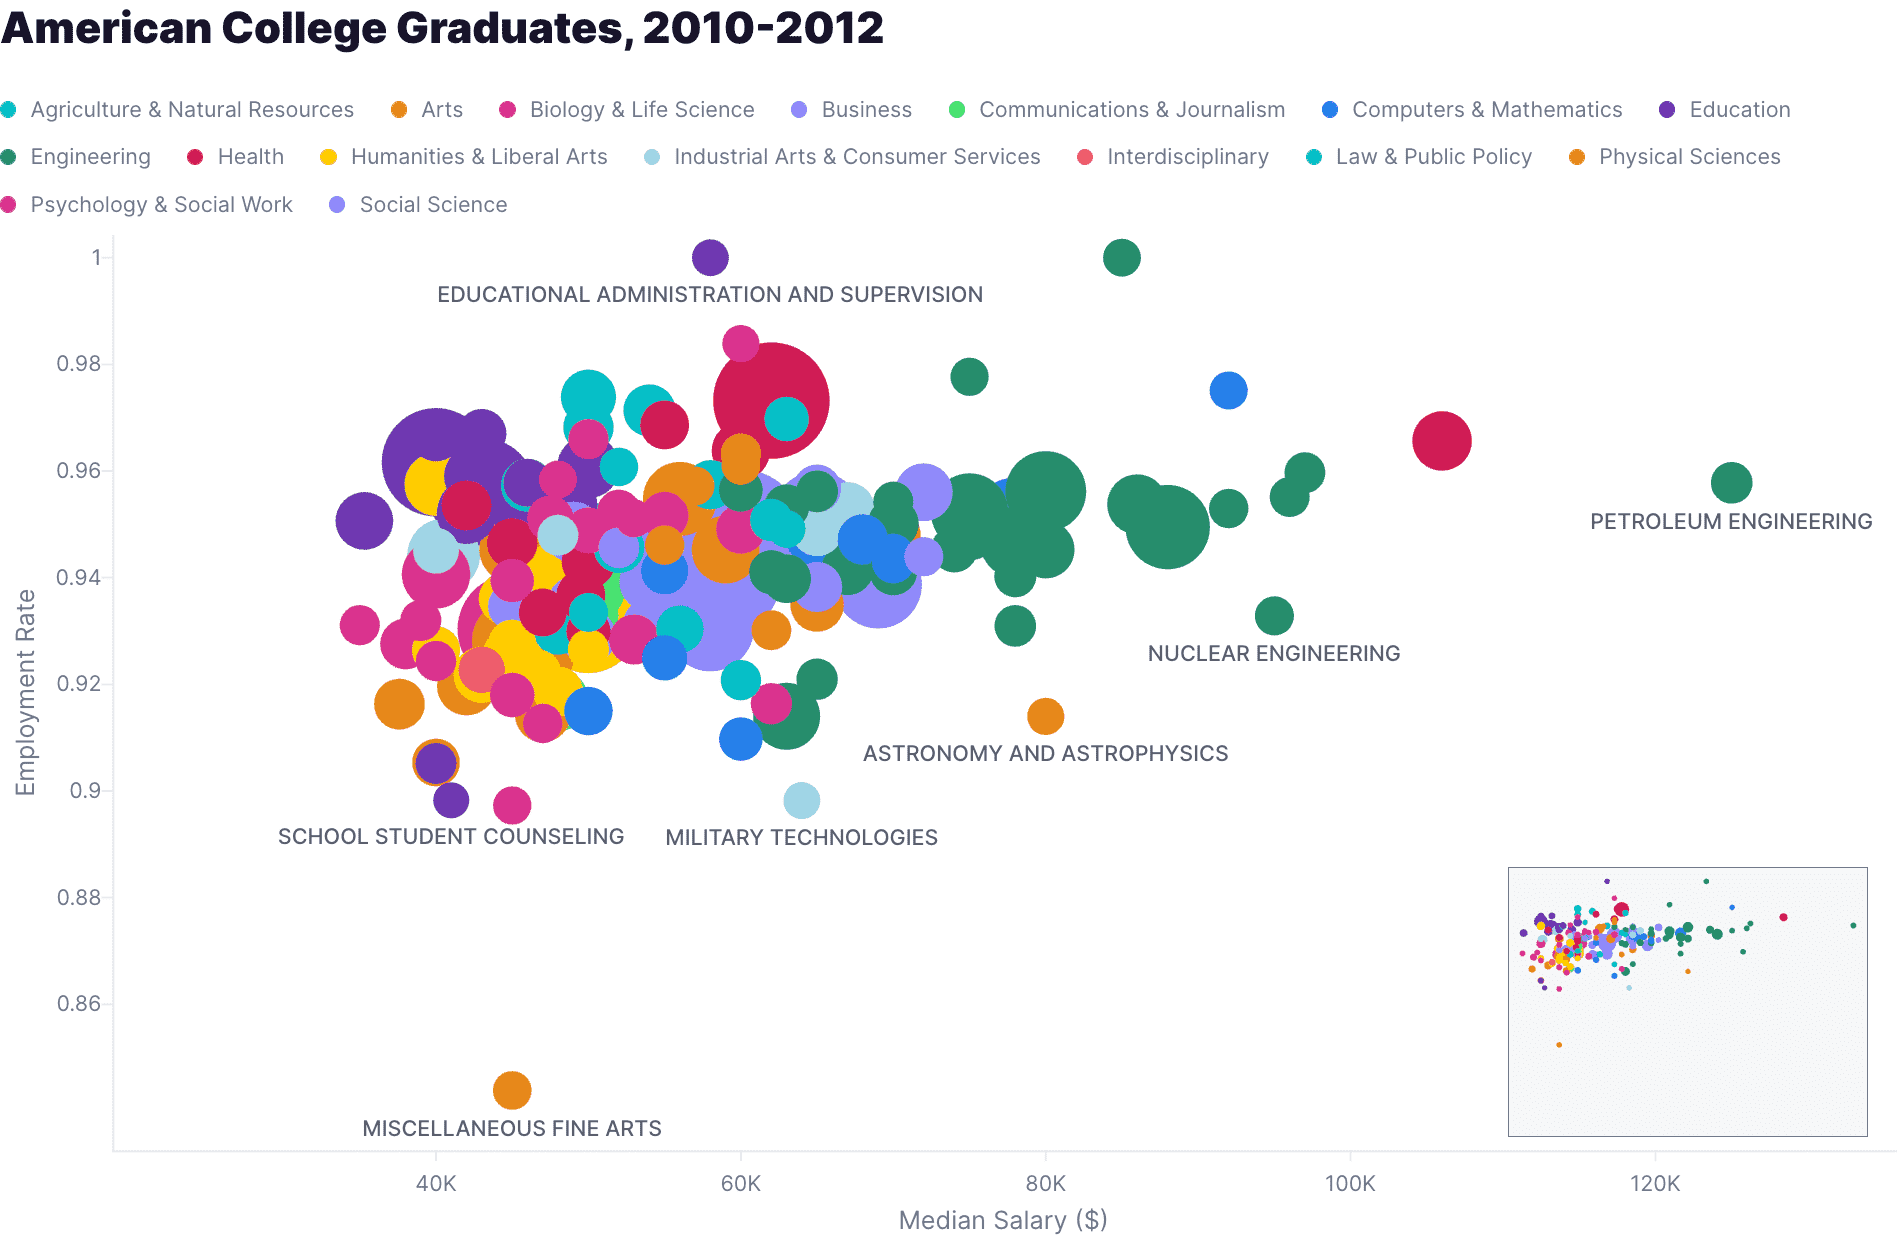 American College Graduates, 2010-2012
Agriculture & Natural Resources Arts Biology & Life Science Business Communications & Journalism Computers & Mathematics Education
Engineering Health Humanities & Liberal Arts Industrial Arts & Consumer Services Interdisciplinary Law & Public Policy Physical Sciences
Psychology & Social Work Social Science
1
EDUCATIONAL ADMINISTRATION AND SUPERVISION
0.98
0.96
PETROLEUM ENGINEERING
0.94
NUCLEAR ENGINEERING
0.92
ASTRONOMY AND ASTROPHYSICS
0.9
SCHOOL STUDENT COUNSELING MILITARY TECHNOLOGIES
0.88
0.86
MISCELLANEOUS FINE ARTS
Employment Rate
40K 60K 80K 100K 120K
Median Salary ($)